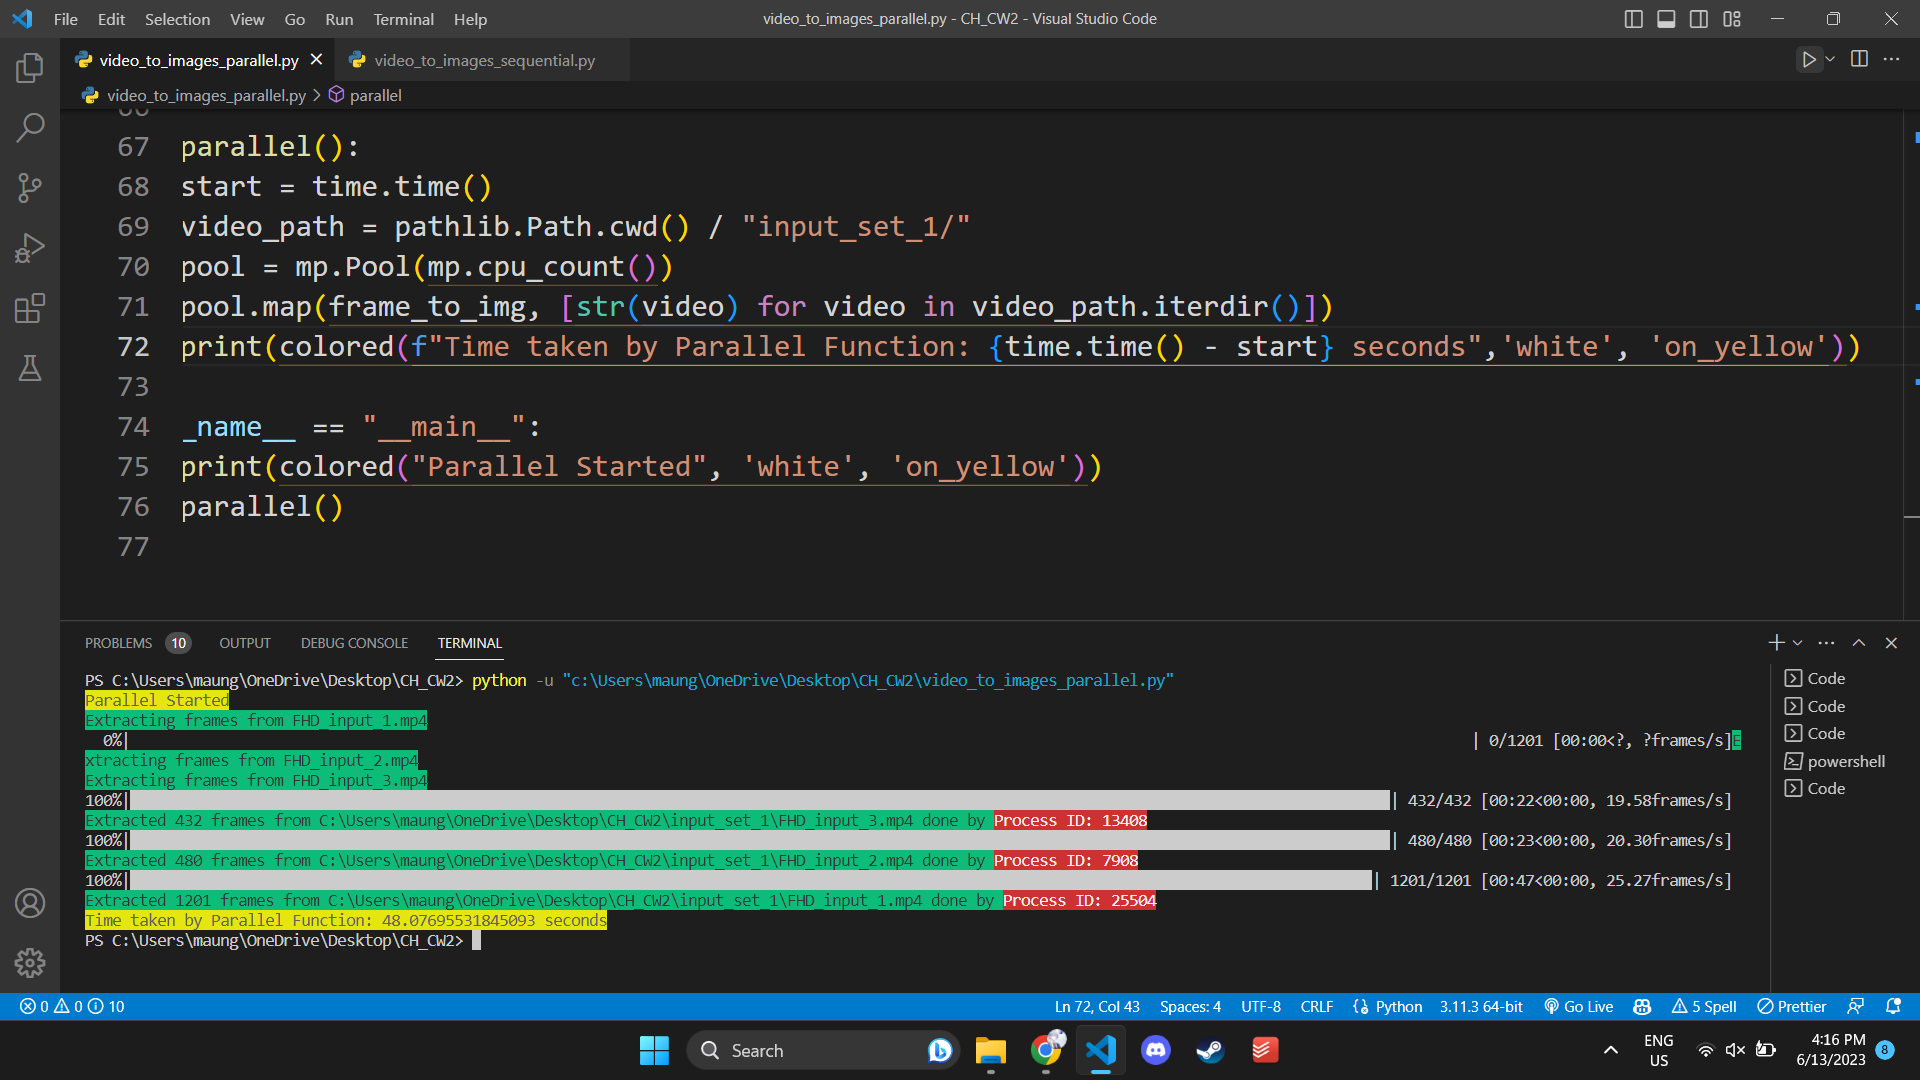 File Edit Selection View Go Run Terminal Help
video_to_images_parallel.py - CH_CW2 - Visual Studio Code
video_to_images_parallel.py
video_to_images_sequential.py
video_to_images_parallel.py > parallel
66
67 parallel():
68 start = time.time()
69 video_path = pathlib.Path.cwd() / "input_set_1/"
70 pool = mp.Pool(mp.cpu_count())
71 pool.map(frame_to_img, [str(video) for video in video_path.iterdir()])
72 print(colored(f"Time taken by Parallel Function: {time.time() - start} seconds",'white', 'on_yellow'))
73
74 _name__ == "__main__":
75 print(colored("Parallel Started", 'white', 'on_yellow'))
76 parallel()
77
PROBLEMS 10 OUTPUT DEBUG CONSOLE TERMINAL
PS C:\Users\maung\OneDrive\Desktop\CH_CW2> python -u "c:\Users\maung\OneDrive\Desktop\CH_CW2\video_to_images_parallel.py"
Parallel Started
Extracting frames from FHD_input_1.mp4
0%| | 0/1201 [00:00<?, ?frames/s]E
xtracting frames from FHD_input_2.mp4
Extracting frames from FHD_input_3.mp4
100%| | 432/432 [00:22<00:00, 19.58frames/s]
Extracted 432 frames from C:\Users\maung\OneDrive\Desktop\CH_CW2\input_set_1\FHD_input_3.mp4 done by Process ID: 13408
100%| | 480/480 [00:23<00:00, 20.30frames/s]
Extracted 480 frames from C:\Users\maung\OneDrive\Desktop\CH_CW2\input_set_1\FHD_input_2.mp4 done by Process ID: 7908
100%| | 1201/1201 [00:47<00:00, 25.27frames/s]
Extracted 1201 frames from C:\Users\maung\OneDrive\Desktop\CH_CW2\input_set_1\FHD_input_1.mp4 done by Process ID: 25504
Time taken by Parallel Function: 48.07695531845093 seconds
PS C:\Users\maung\OneDrive\Desktop\CH_CW2>
Code
Code
Code
powershell
Code
0 0 10
Ln 72, Col 43 Spaces: 4 UTF-8 CRLF {} Python 3.11.3 64-bit Go Live 5 Spell Prettier
Search
ENG
US
4:16 PM
6/13/2023
8